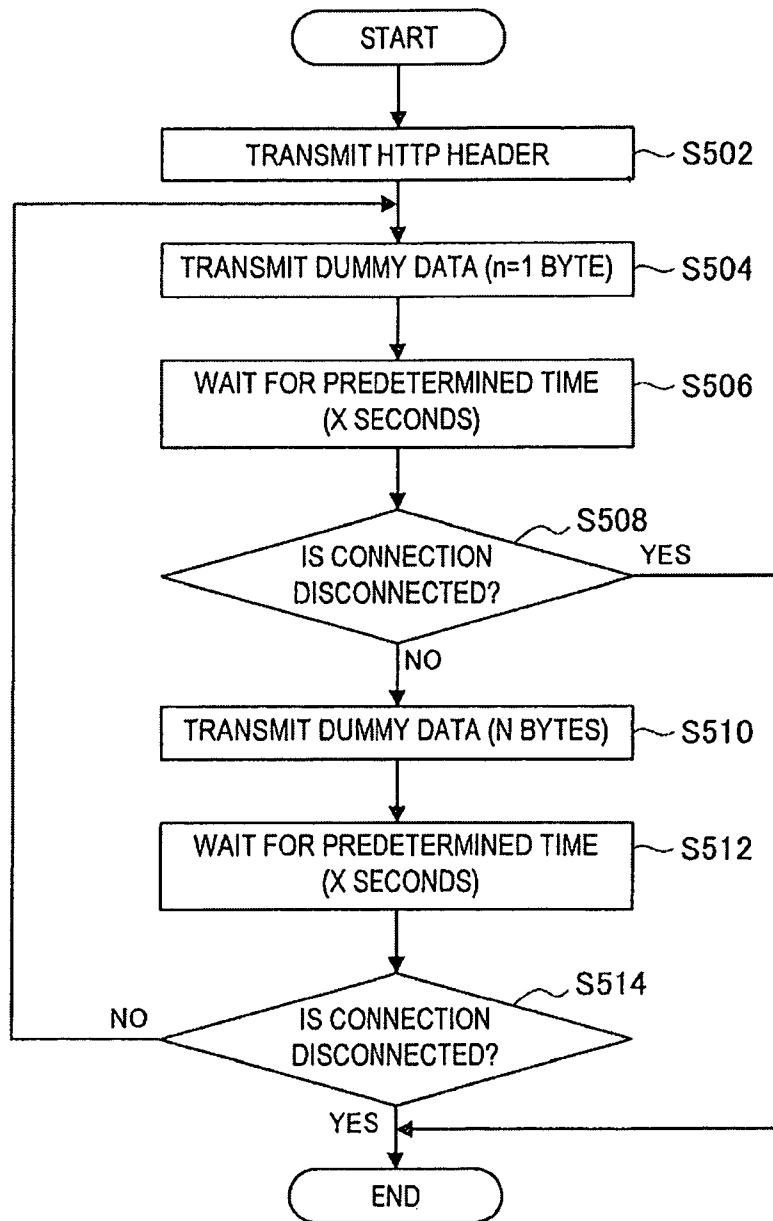 START
TRANSMIT HTTP HEADER
S502
TRANSMIT DUMMY DATA (n=1 BYTE)
S504
WAIT FOR PREDETERMINED TIME
(X SECONDS)
S506
S508
IS CONNECTION
DISCONNECTED?
YES
NO
TRANSMIT DUMMY DATA (N BYTES)
S510
WAIT FOR PREDETERMINED TIME
(X SECONDS)
S512
S514
NO
IS CONNECTION
DISCONNECTED?
YES
END